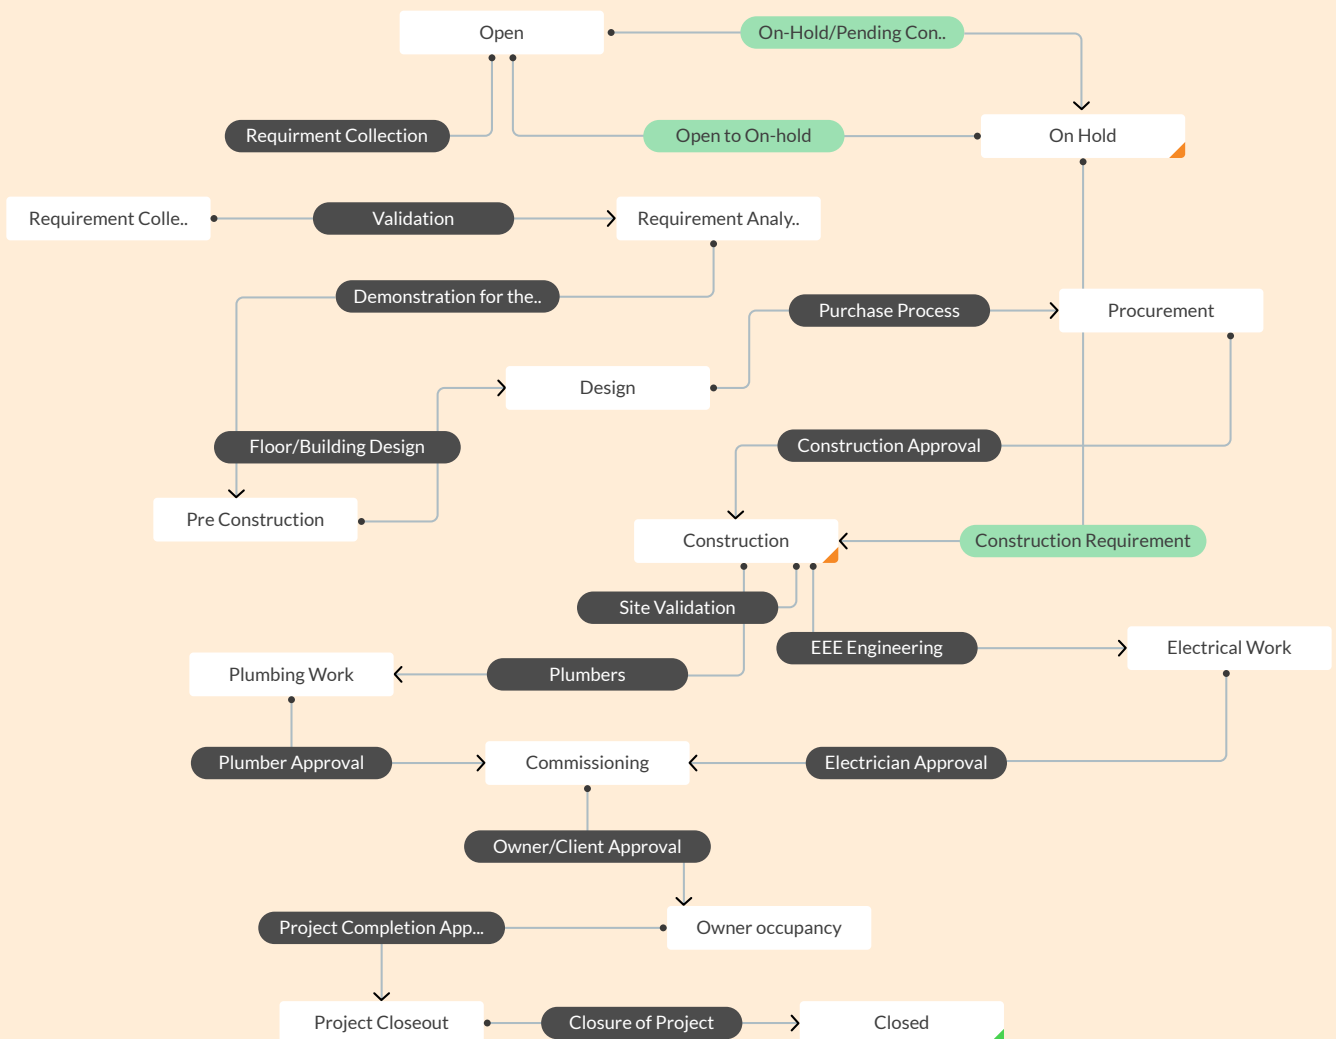 Open
On-Hold/Pending Con..
Requirment Collection
Open to On-hold
On Hold
Requirement Colle..
Validation
Requirement Analy..
Demonstration for the..
Purchase Process
Procurement
Design
Floor/Building Design
Construction Approval
Pre Construction
Construction
Construction Requirement
Site Validation
EEE Engineering
Electrical Work
Plumbing Work
Plumbers
Plumber Approval
Commissioning
Electrician Approval
Owner/Client Approval
Project Completion App...
Owner occupancy
Project Closeout
Closure of Project
Closed